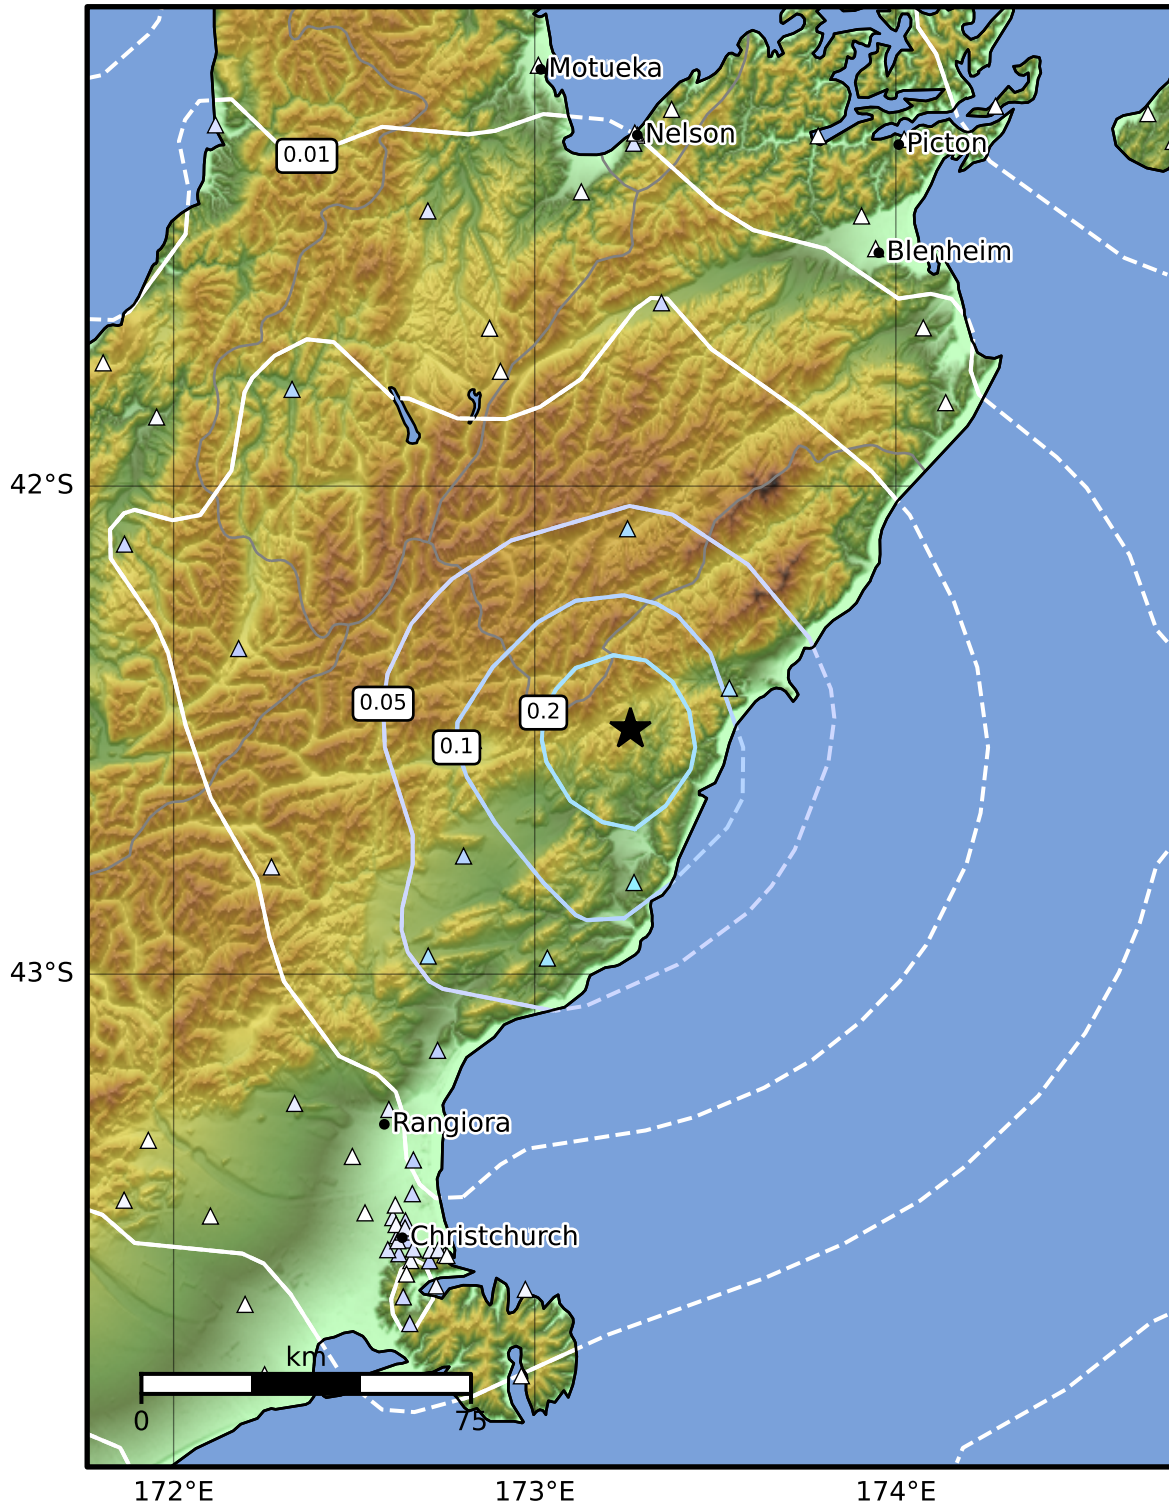 Motueka
Nelson
Picton
0.01
Blenheim
42°S
0.05
0.2
0.1
43°S
Rangiora
Christchurch
km
0
75
172°E
173°E
174°E